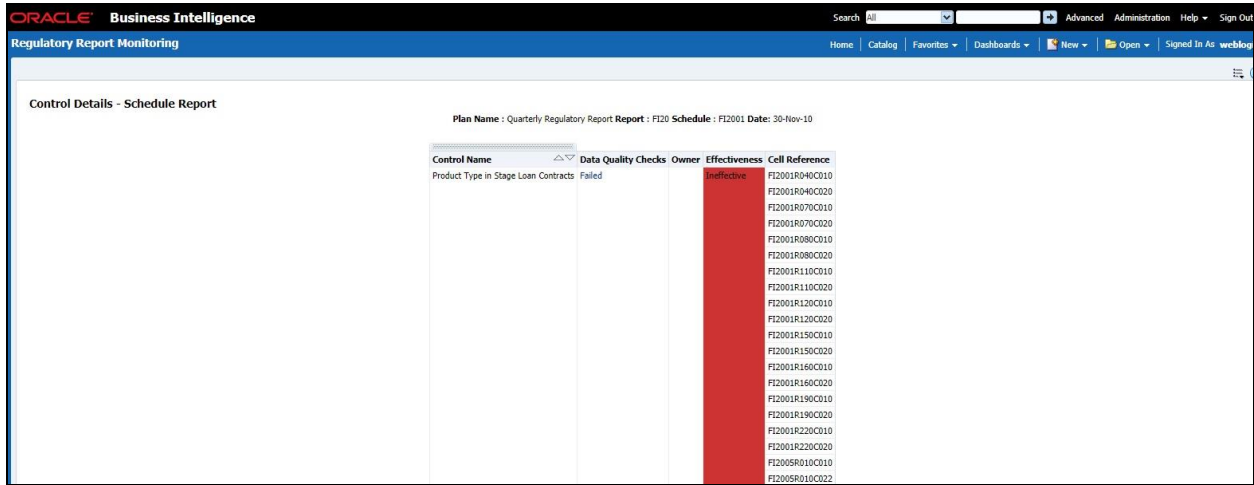 ORACLE Business Intelligence Search All Advanced Administration Help Sign Out
Regulatory Report Monitoring Home Catalog Favorites Dashboards New Open Signed In As
Control Details - Schedule Report
Plan Name : Quarterly Regulatory Report Report : FI20 Schedule : FI2001 Date: 30-Nov-10
Control Name Data Quality Checks Owner Effectiveness Cell Reference
Product Type in Stage Loan Contracts Failed Ineffective FI2001R040C010
FI2001R040C020
FI2001R070C010
FI2001R070C020
FI2001R080C010
FI2001R080C020
FI2001R110C010
FI2001R110C020
FI2001R120C010
FI2001R120C020
FI2001R150C010
FI2001R150C020
FI2001R160C010
FI2001R160C020
FI2001R190C010
FI2001R190C020
FI2001R220C010
FI2001R220C020
FI2005R010C010
FI2005R010C022